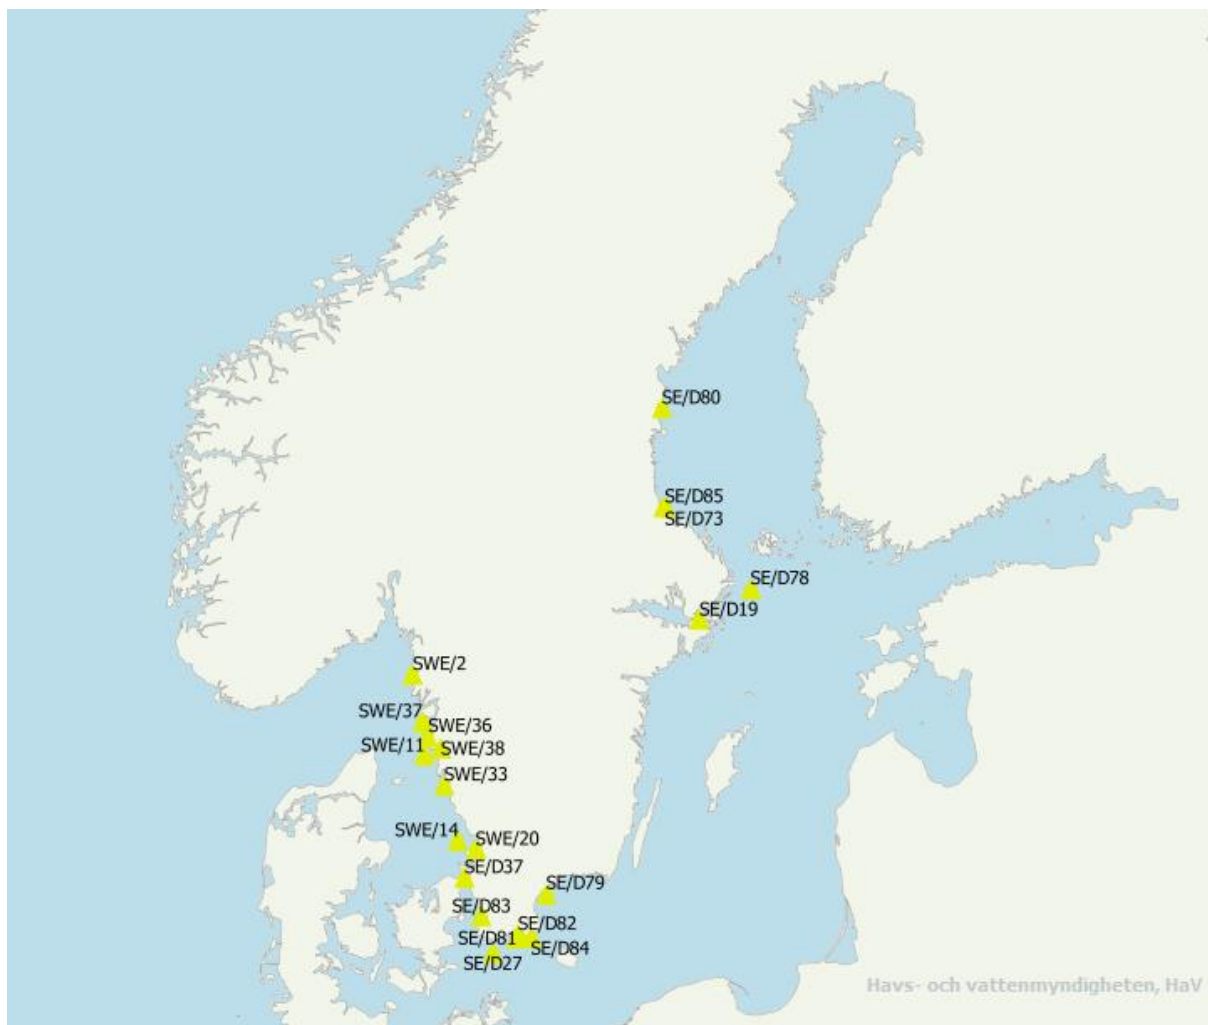 SE/D80
SE/D85
SE/D73
SE/D78
SE/D19
SWE/2
SWE/37
SWE/36
SWE/11
SWE/38
SWE/33
SWE/14
SWE/20
SE/D37
SE/D79
SE/D83
SE/D82
SE/D81
SE/D84
SE/D27
Havs- och vattenmyndigheten, HaV